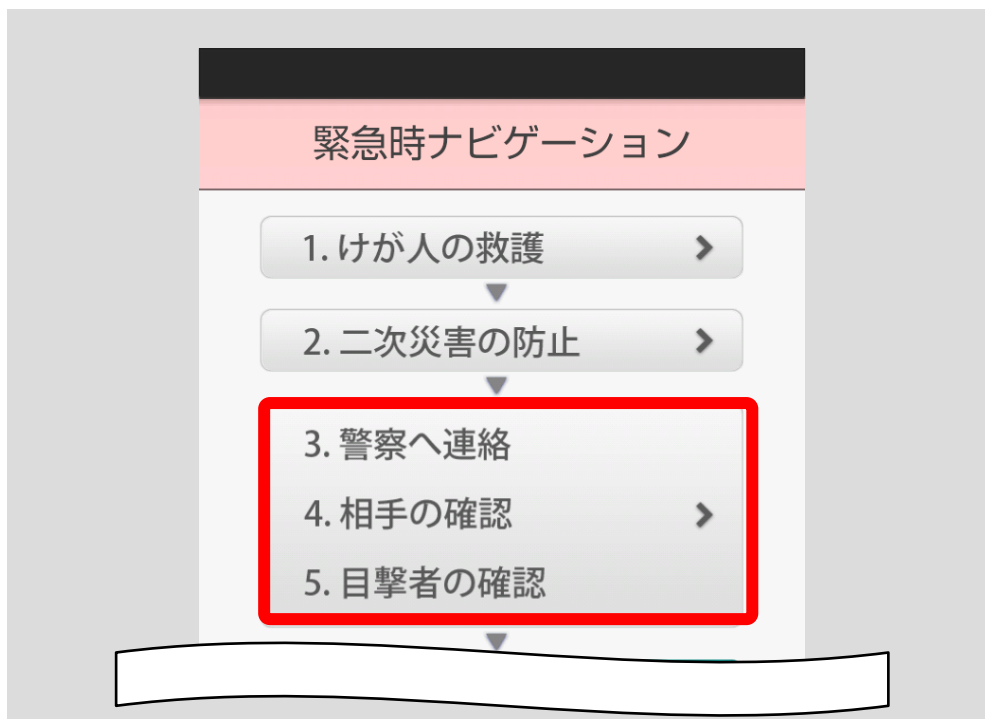 緊急時ナビゲーション
1. けが人の救護
2. 二次災害の防止
3. 警察へ連絡
4. 相手の確認
5. 目撃者の確認